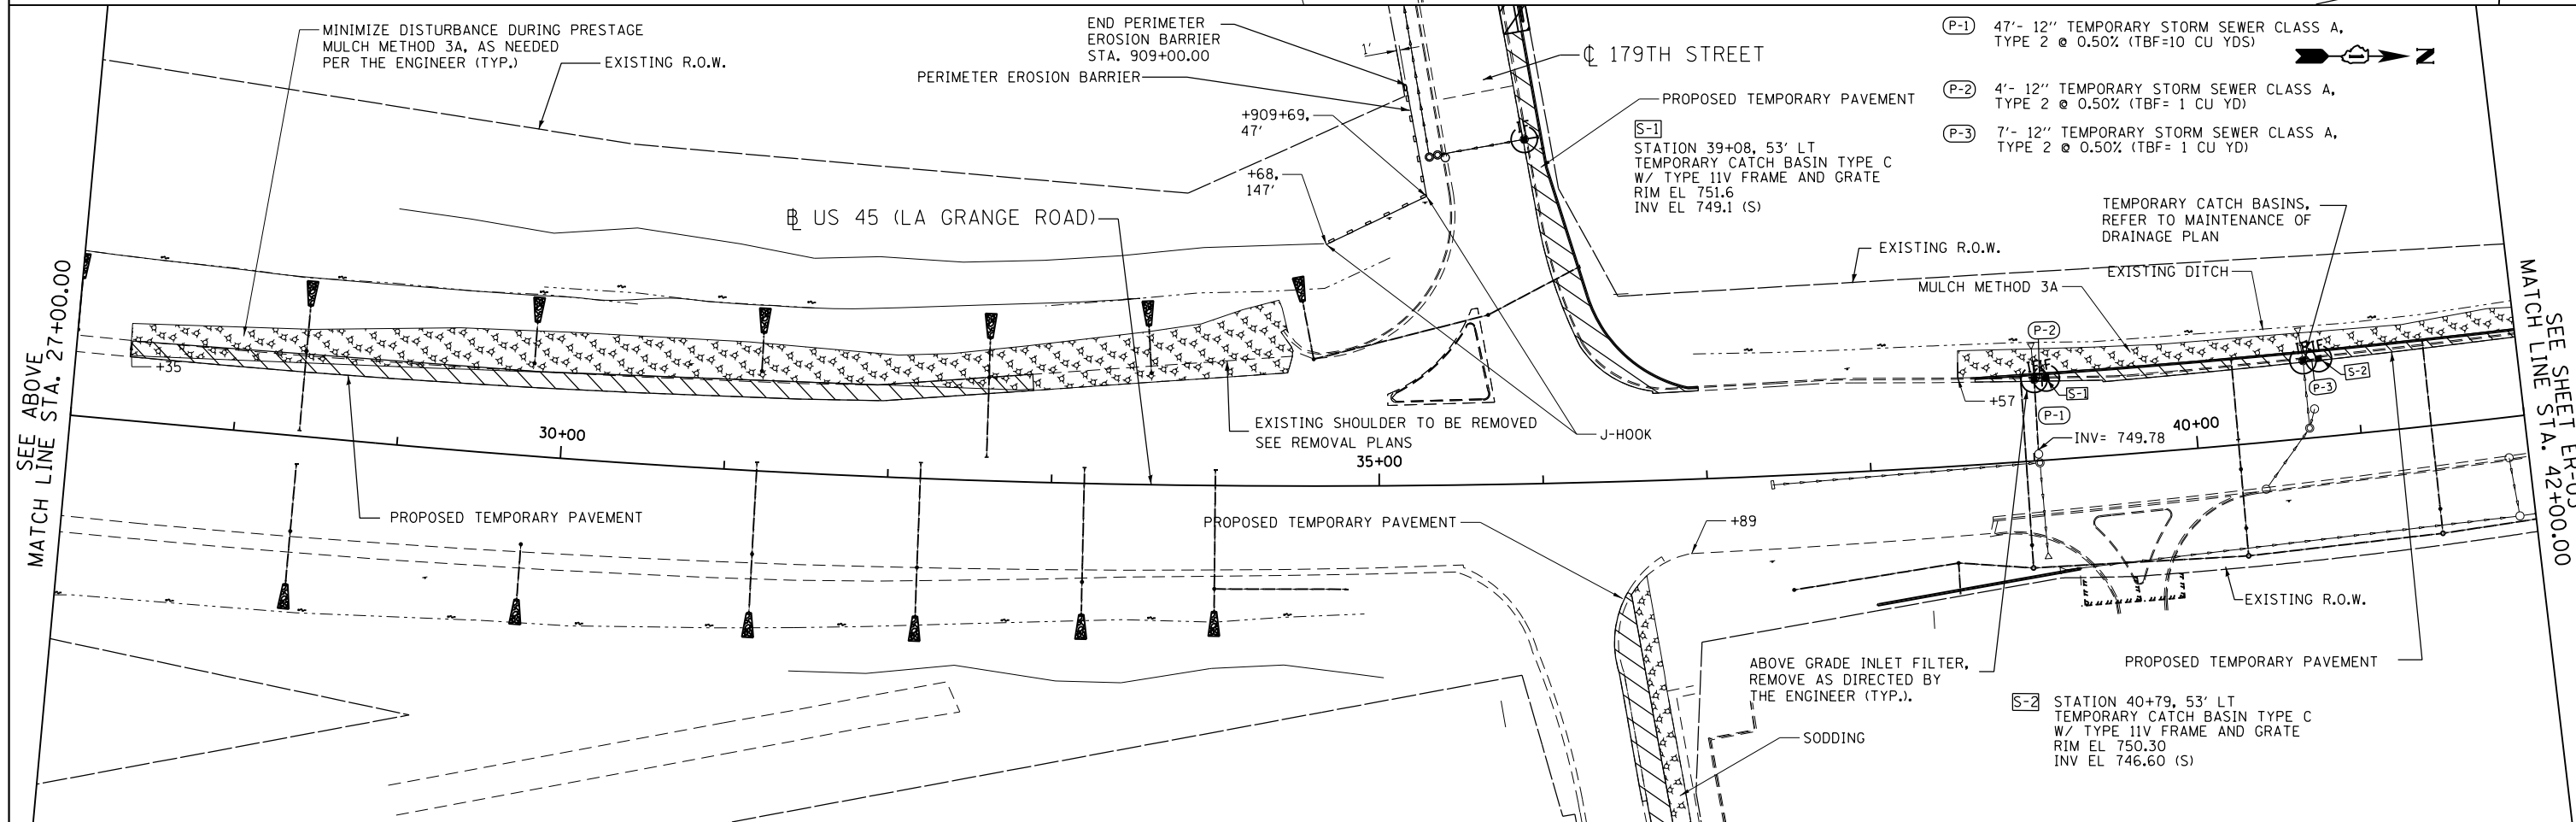 MINIMIZE DISTURBANCE DURING PRESTAGE
MULCH METHOD 3A, AS NEEDED
PER THE ENGINEER (TYP.)
EXISTING R.O.W.
END PERIMETER
EROSION BARRIER
STA. 909+00.00
PERIMETER EROSION BARRIER
1'
℄ 179TH STREET
PROPOSED TEMPORARY PAVEMENT
+909+69,
47'
+68,
147'
S-1
STATION 39+08, 53' LT
TEMPORARY CATCH BASIN TYPE C
W/ TYPE 11V FRAME AND GRATE
RIM EL 751.6
INV EL 749.1 (S)
P-1 47'- 12'' TEMPORARY STORM SEWER CLASS A,
TYPE 2 @ 0.50% (TBF=10 CU YDS)
N
P-2 4'- 12'' TEMPORARY STORM SEWER CLASS A,
TYPE 2 @ 0.50% (TBF= 1 CU YD)
P-3 7'- 12'' TEMPORARY STORM SEWER CLASS A,
TYPE 2 @ 0.50% (TBF= 1 CU YD)
TEMPORARY CATCH BASINS,
REFER TO MAINTENANCE OF
DRAINAGE PLAN
BL US 45 (LA GRANGE ROAD)
EXISTING R.O.W.
EXISTING DITCH
MULCH METHOD 3A
SEE ABOVE
MATCH LINE STA. 27+00.00
+35
30+00
EXISTING SHOULDER TO BE REMOVED
SEE REMOVAL PLANS
35+00
J-HOOK
+57
P-2
S-1
P-1
INV= 749.78
S-2
P-3
40+00
SEE SHEET ER-05
MATCH LINE STA. 42+00.00
PROPOSED TEMPORARY PAVEMENT
PROPOSED TEMPORARY PAVEMENT
+89
EXISTING R.O.W.
ABOVE GRADE INLET FILTER,
REMOVE AS DIRECTED BY
THE ENGINEER (TYP.).
PROPOSED TEMPORARY PAVEMENT
SODDING
S-2 STATION 40+79, 53' LT
TEMPORARY CATCH BASIN TYPE C
W/ TYPE 11V FRAME AND GRATE
RIM EL 750.30
INV EL 746.60 (S)